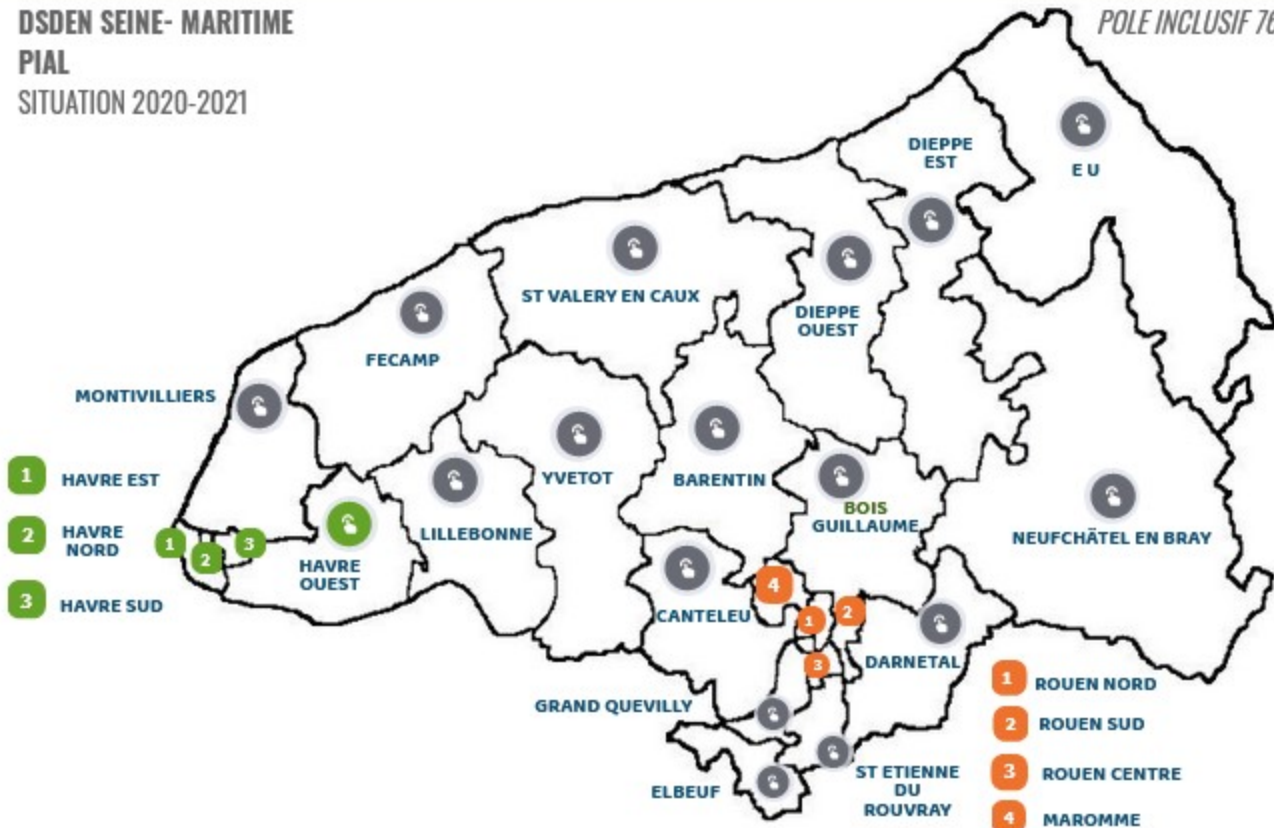 DSDEN SEINE- MARITIME
PIAL
SITUATION 2020-2021
POLE INCLUSIF 76
DIEPPE
EST
E U
ST VALERY EN CAUX
DIEPPE
OUEST
FECAMP
MONTIVILLIERS
1 HAVRE EST
2 HAVRE
NORD
3 HAVRE SUD
1
2
3
HAVRE
OUEST
LILLEBONNE
YVETOT
BARENTIN
BOIS
GUILLAUME
NEUFCHÂTEL EN BRAY
CANTELEU
4
1
2
3
DARNETAL
GRAND QUEVILLY
ELBEUF
ST ETIENNE
DU
ROUVRAY
1 ROUEN NORD
2 ROUEN SUD
3 ROUEN CENTRE
4 MAROMME